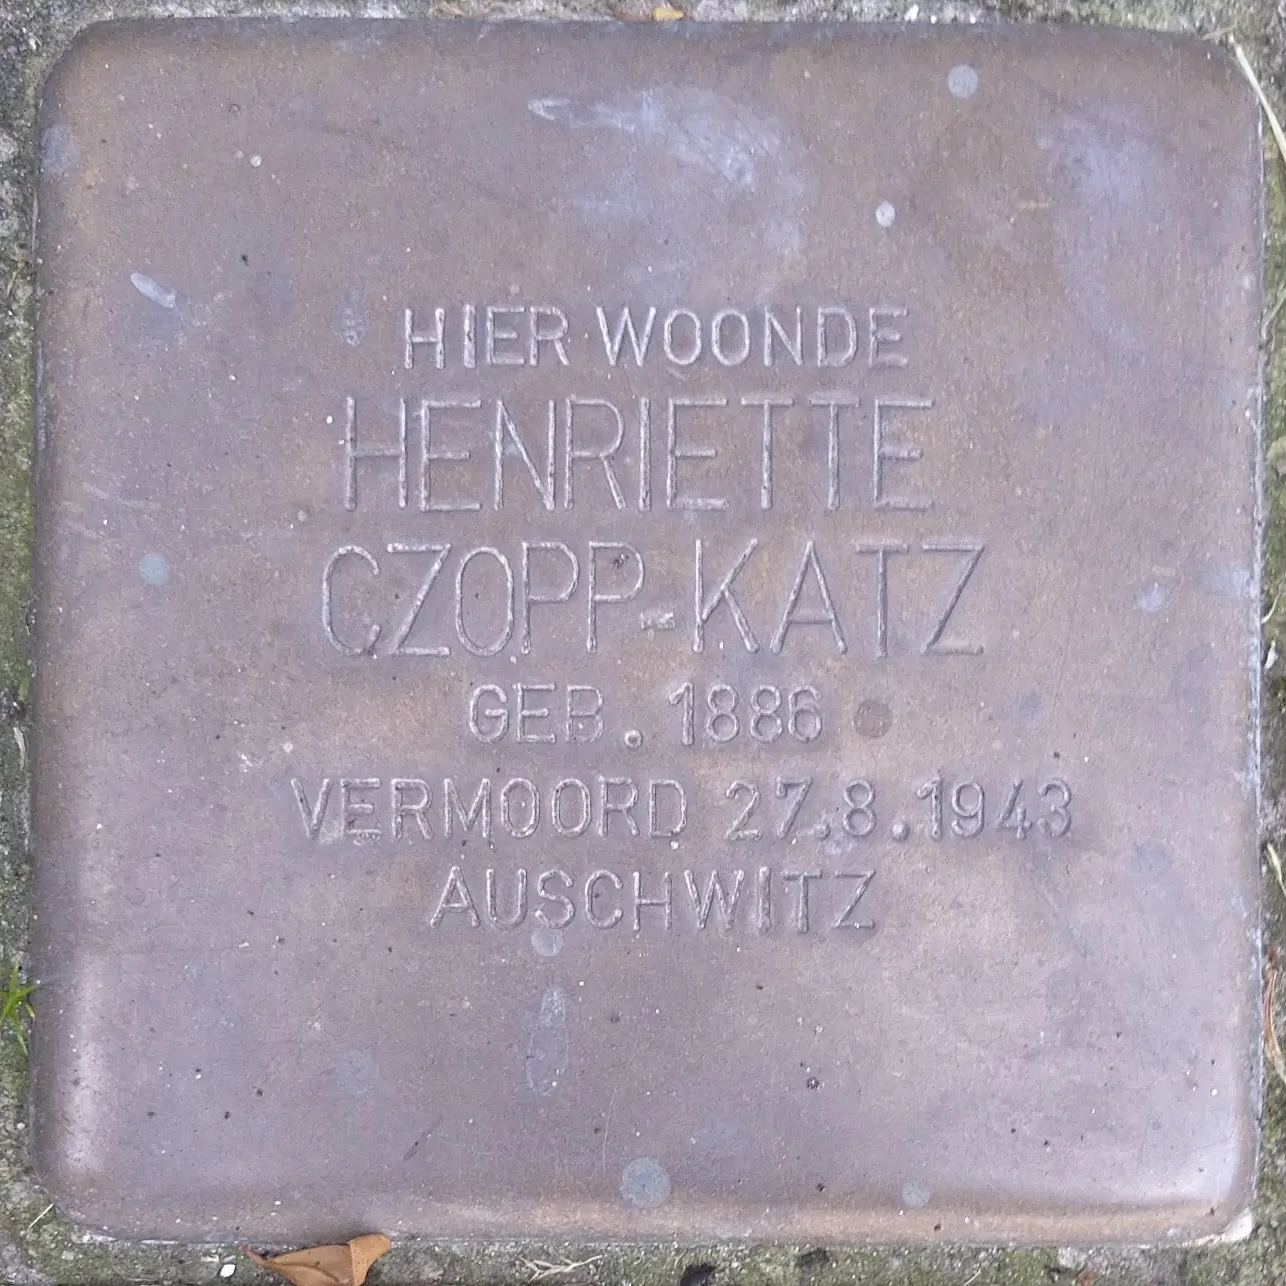 HIER WOONDE
HENRIETTE
CZOPP-KATZ
GEB. 1886
VERMOORD 27.8.1943
AUSCHWITZ